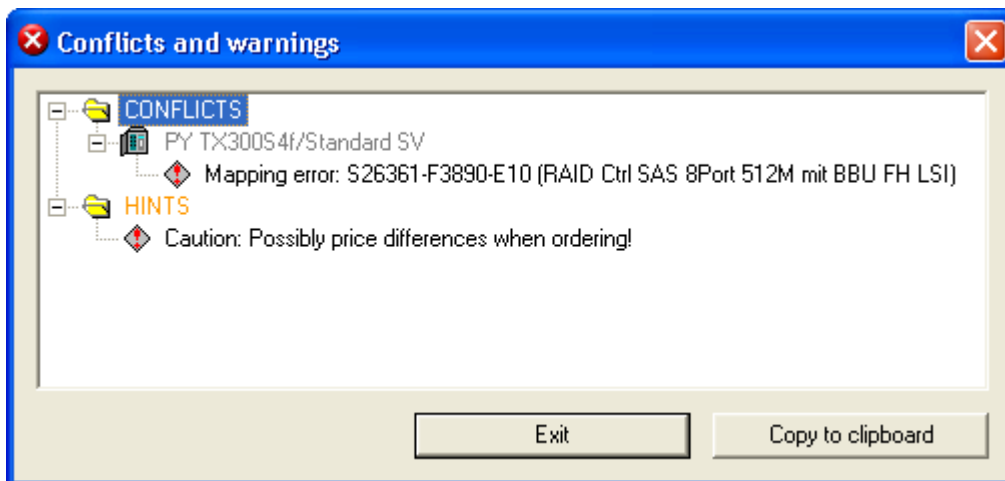 Conflicts and warnings
CONFLICTS
PY TX300S4f/Standard SV
Mapping error: S26361-F3890-E10 (RAID Ctrl SAS 8Port 512M mit BBU FH LSI)
HINTS
Caution: Possibly price differences when ordering!
Exit
Copy to clipboard